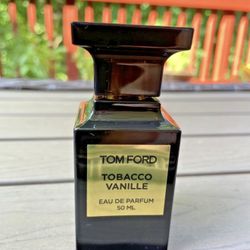 TOM FORD
TOBACCO
VANILLE
EAU DE PARFUM
50 ML